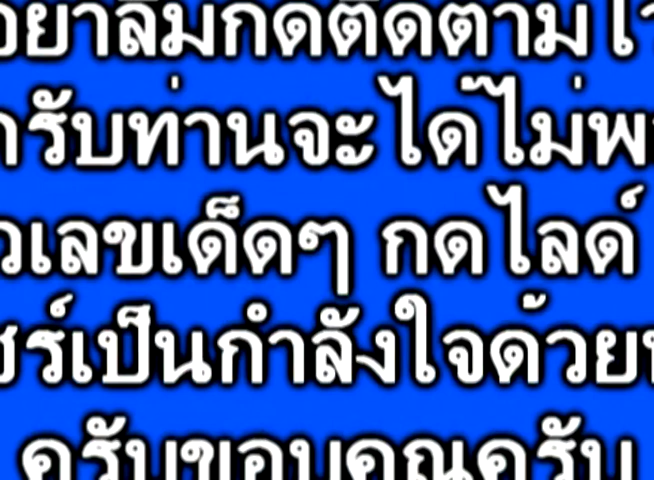 อย่าลืมกดติดตามไว้
ครับท่านจะได้ไม่พ
วเลขเด็ดๆ กดไลด์
ชร์เป็นกำลังใจด้วย
ครับขอบคุณครับ